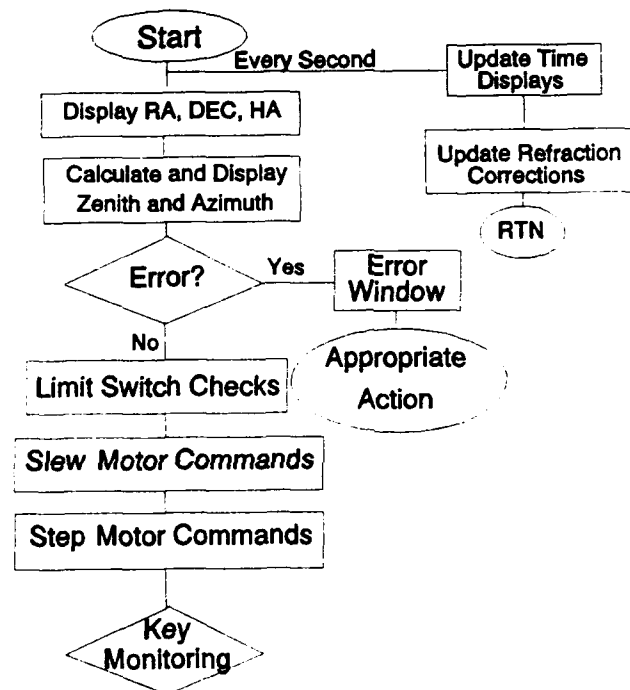 Start
Every Second
Update Time
Displays
Display RA, DEC, HA
Update Refraction
Corrections
Calculate and Display
Zenith and Azimuth
RTN
Error?
Yes
Error
Window
No
Appropriate
Action
Limit Switch Checks
Slew Motor Commands
Step Motor Commands
Key
Monitoring